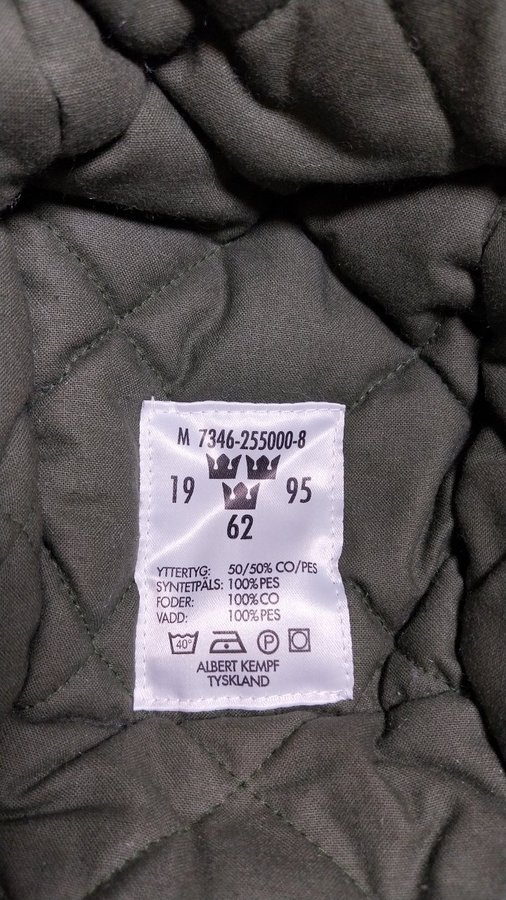 M 7346-255000-8
19 95
62
YTTERTYG: 50/50% CO/PES
SYNTETPÄLS: 100%PES
FODER: 100%CO
VADD: 100%PES
40° P
ALBERT KEMPF
TYSKLAND